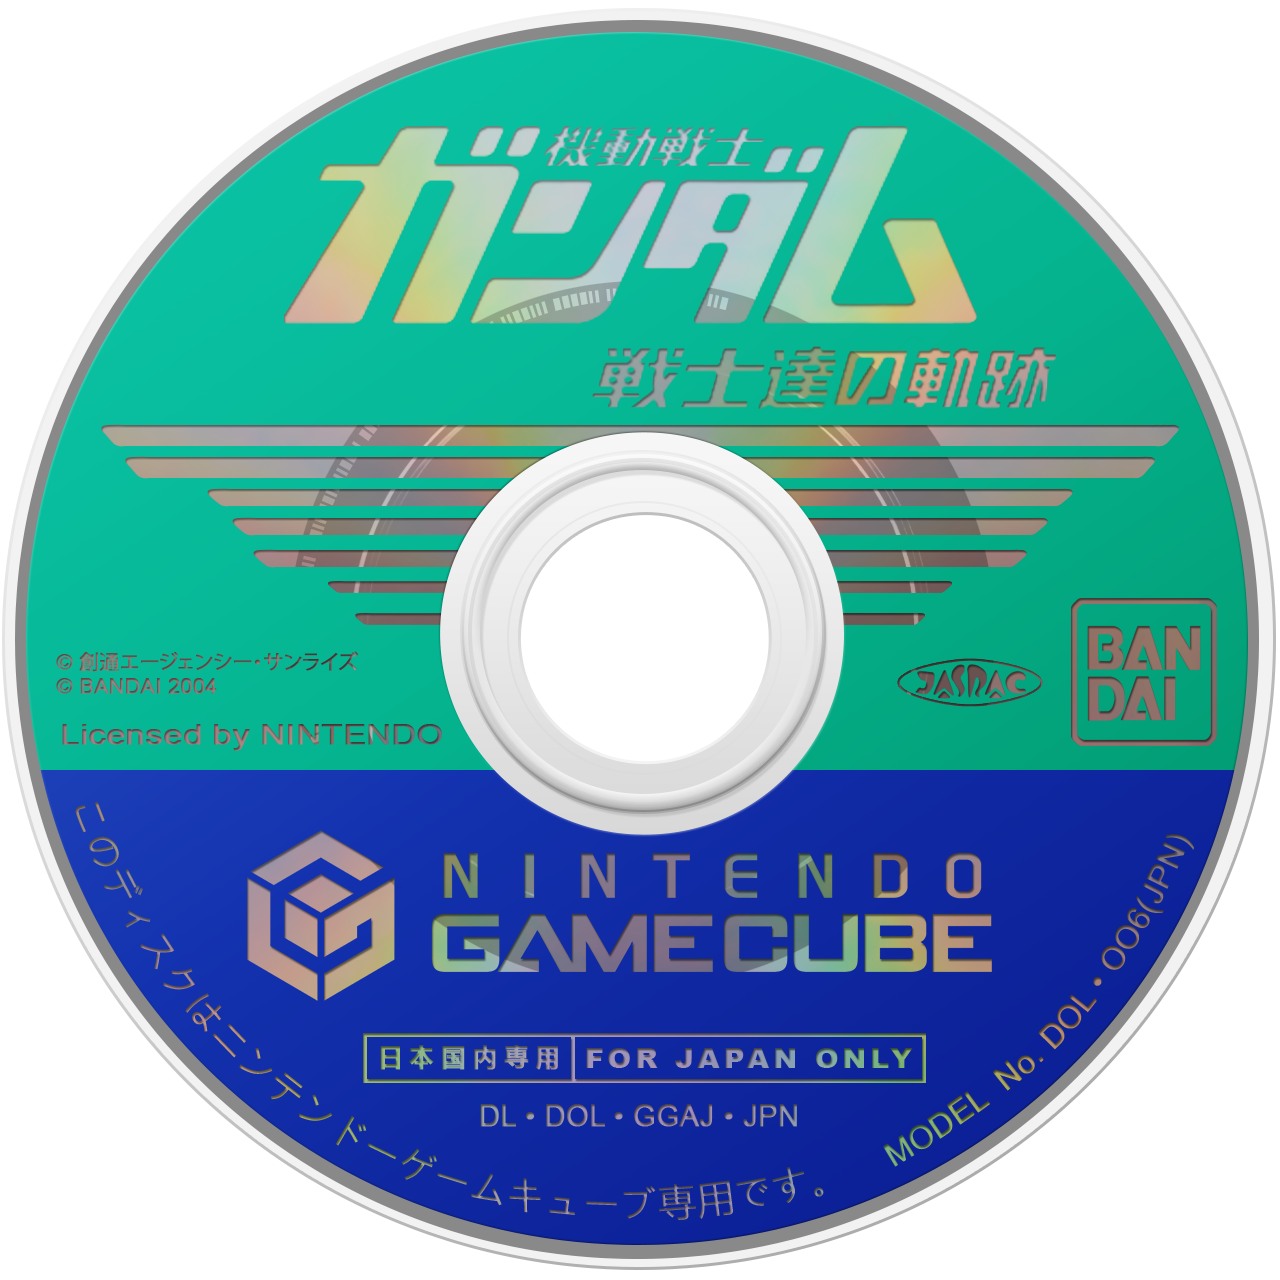 機動戦士
ガンダム
戦士達の軌跡
© 創通エージェンシー・サンライズ
© BANDAI 2004
Licensed by NINTENDO
JASRAC
BAN
DAI
NINTENDO
GAMECUBE
日本国内専用 FOR JAPAN ONLY
DL・DOL・GGAJ・JPN
このディスクはニンテンドーゲームキューブ専用です。
MODEL No. DOL・006(JPN)